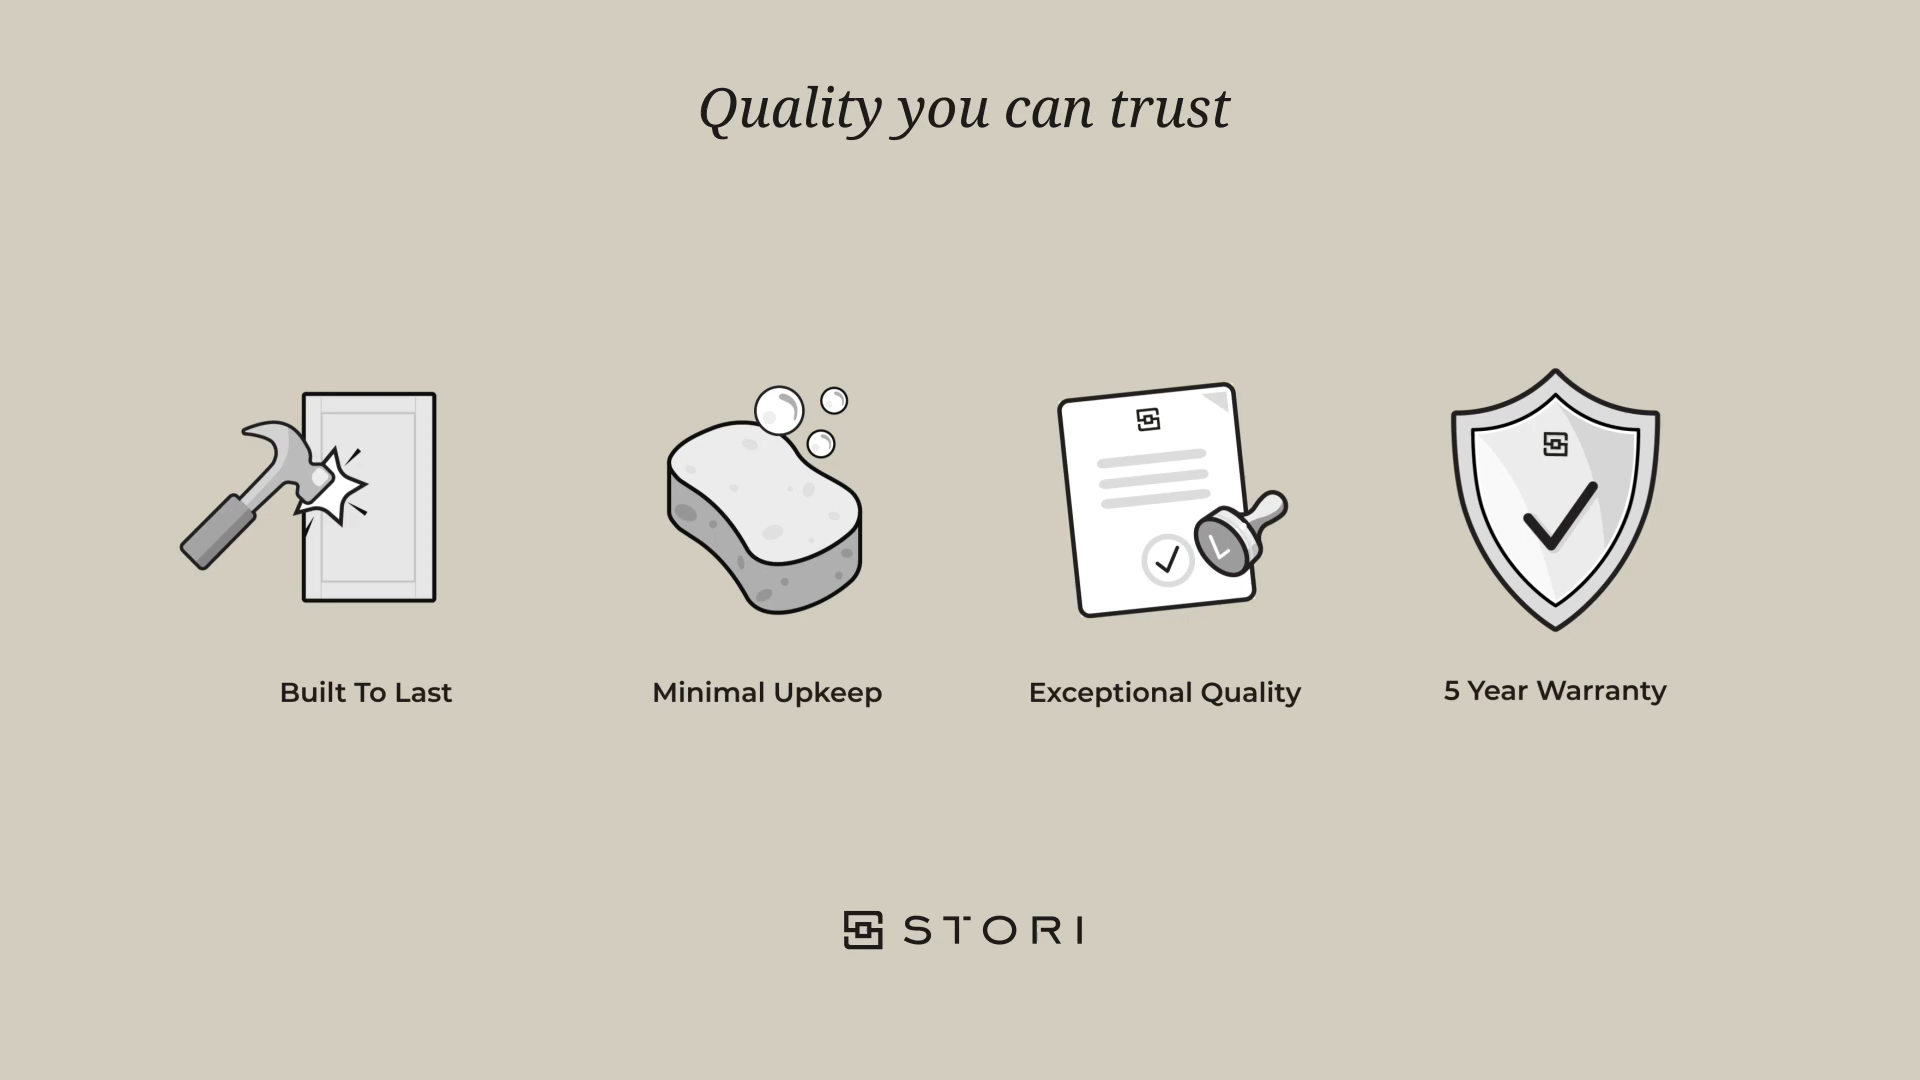 Quality you can trust
Built To Last
Minimal Upkeep
Exceptional Quality
5 Year Warranty
STORI